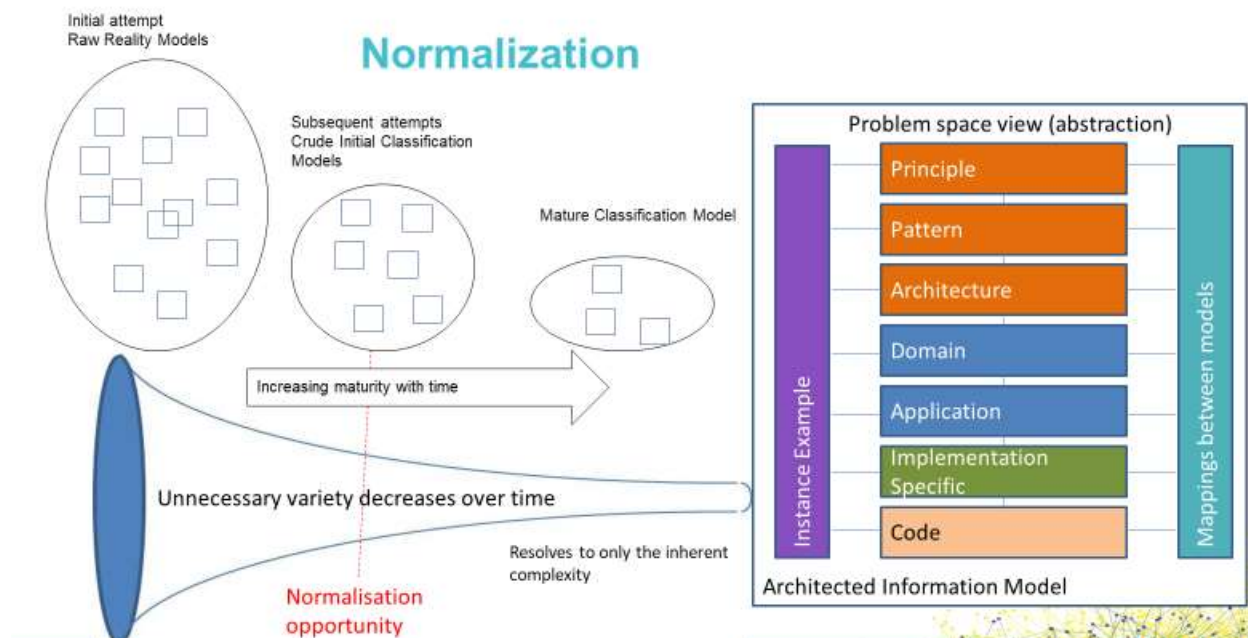 Initial attempt
Raw Reality Models
Normalization
Subsequent attempts
Crude Initial Classification
Models
Mature Classification Model
Increasing maturity with time
Unnecessary variety decreases over time
Resolves to only the inherent
complexity
Normalisation
opportunity
Problem space view (abstraction)
Instance Example
Principle
Pattern
Architecture
Domain
Application
Implementation
Specific
Code
Mappings between models
Architected Information Model